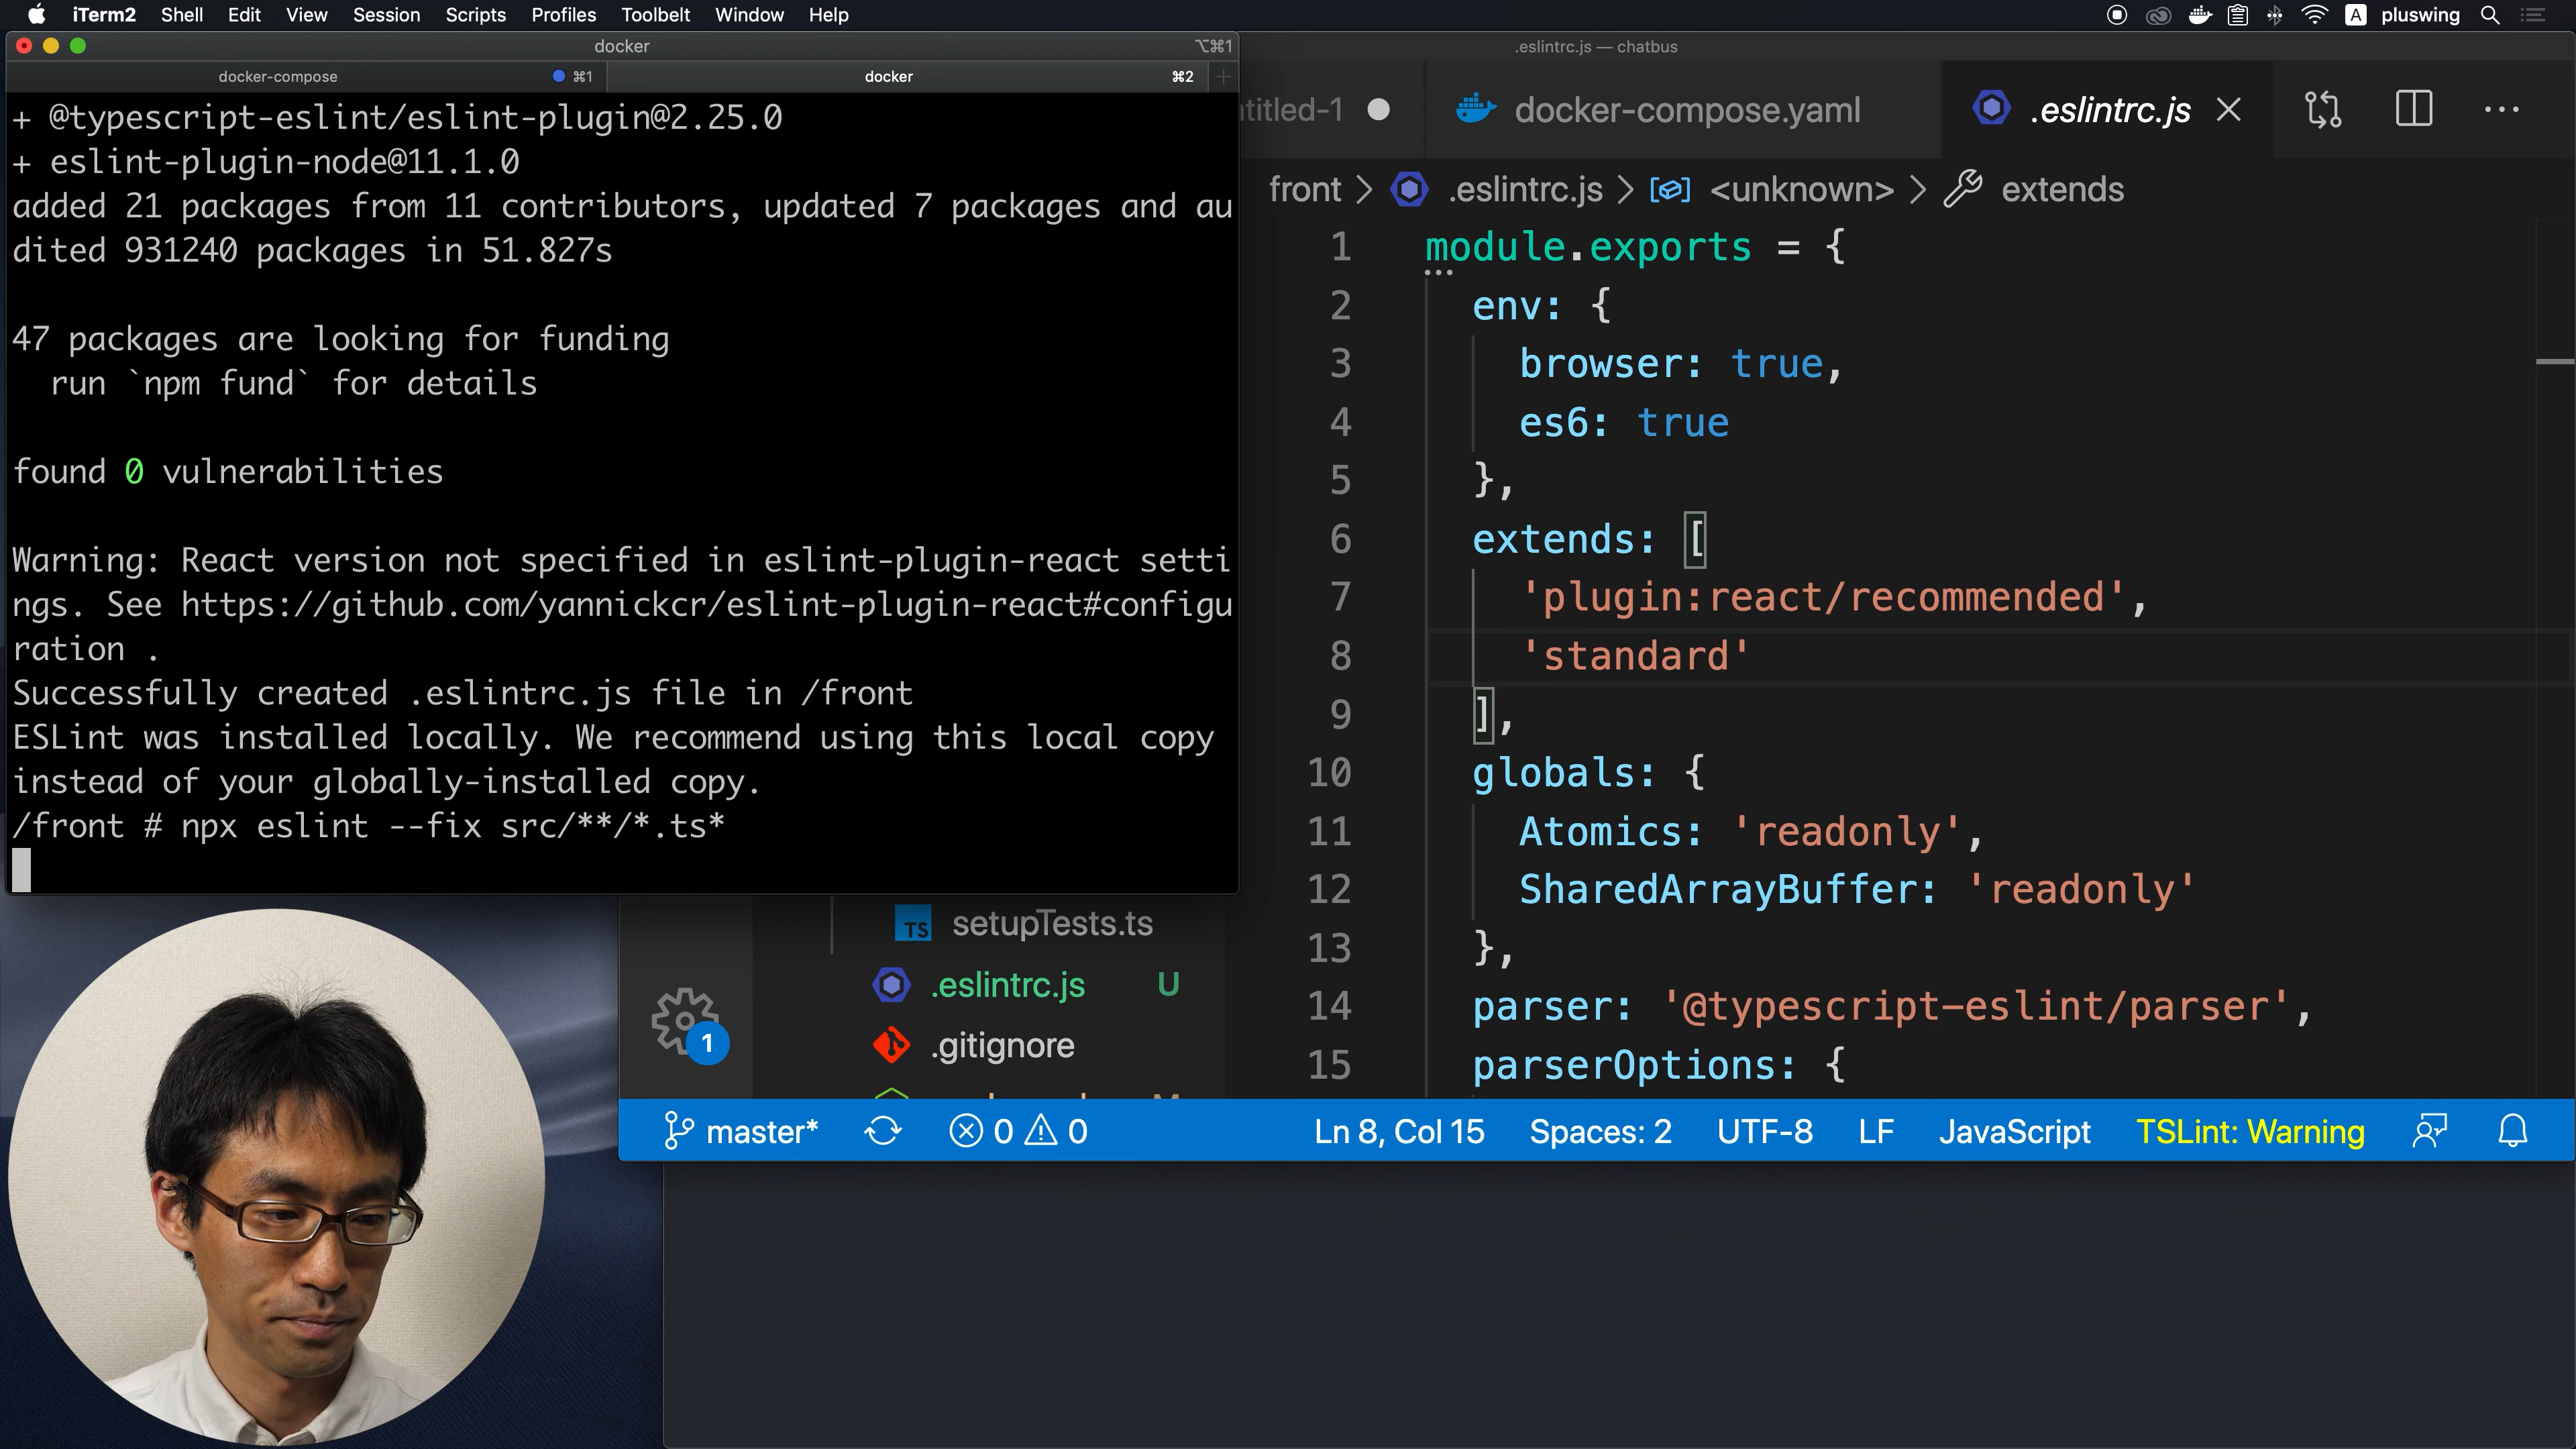 iTerm2 Shell Edit View Session Scripts Profiles Toolbelt Window Help
A pluswing
docker ⌥⌘1
docker-compose ⌘1 docker ⌘2 +
+ @typescript-eslint/eslint-plugin@2.25.0
+ eslint-plugin-node@11.1.0
added 21 packages from 11 contributors, updated 7 packages and au
dited 931240 packages in 51.827s
47 packages are looking for funding
run `npm fund` for details
found 0 vulnerabilities
Warning: React version not specified in eslint-plugin-react setti
ngs. See https://github.com/yannickcr/eslint-plugin-react#configu
ration .
Successfully created .eslintrc.js file in /front
ESLint was installed locally. We recommend using this local copy
instead of your globally-installed copy.
/front # npx eslint --fix src/**/*.ts*
.eslintrc.js — chatbus
titled-1 docker-compose.yaml .eslintrc.js
front > .eslintrc.js > <unknown> > extends
1 module.exports = {
2 env: {
3 browser: true,
4 es6: true
5 },
6 extends: [
7 'plugin:react/recommended',
8 'standard'
9 ],
10 globals: {
11 Atomics: 'readonly',
12 SharedArrayBuffer: 'readonly'
13 },
14 parser: '@typescript-eslint/parser',
15 parserOptions: {
TS setupTests.ts
.eslintrc.js U
.gitignore
1
master* 0 0 Ln 8, Col 15 Spaces: 2 UTF-8 LF JavaScript TSLint: Warning